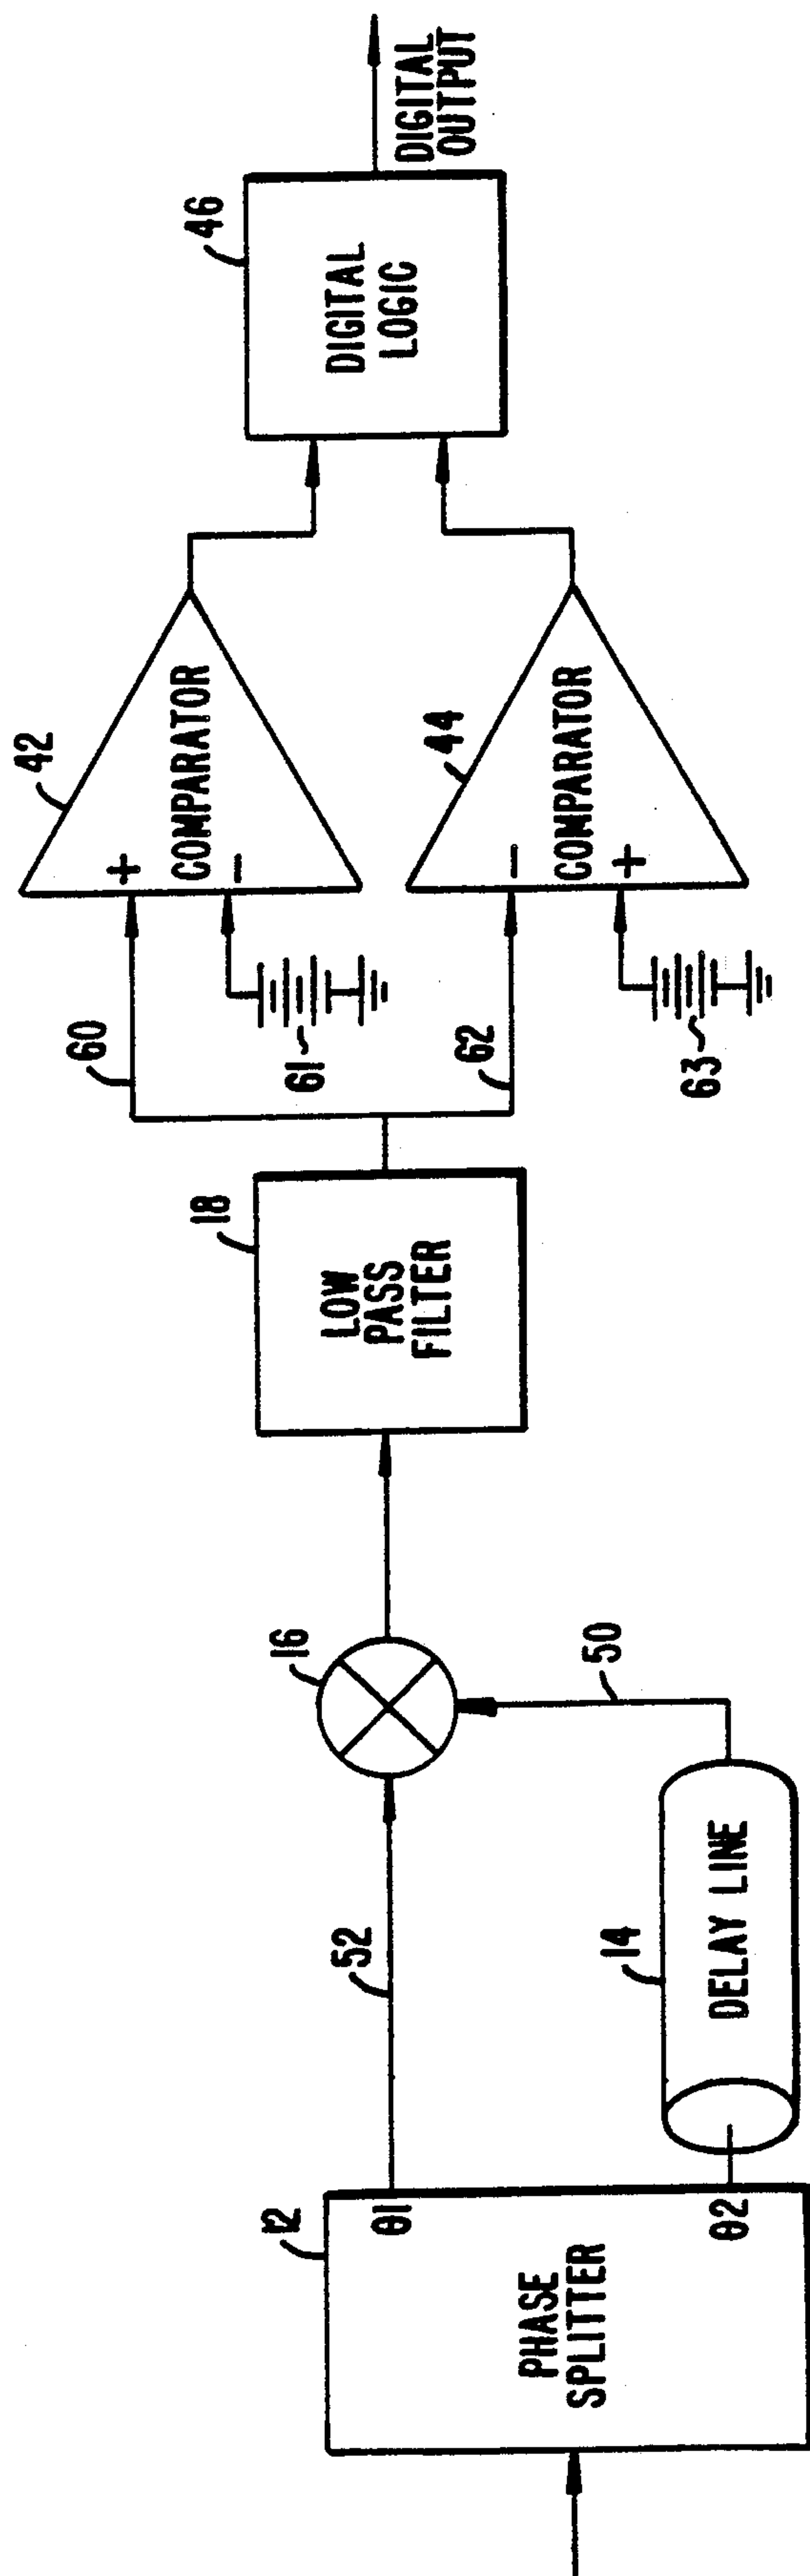 12
PHASE
SPLITTER
θ1
θ2
52
14
DELAY LINE
50
16
18
LOW
PASS
FILTER
60
62
61
63
42
+
COMPARATOR
−
44
−
COMPARATOR
+
46
DIGITAL
LOGIC
DIGITAL
OUTPUT